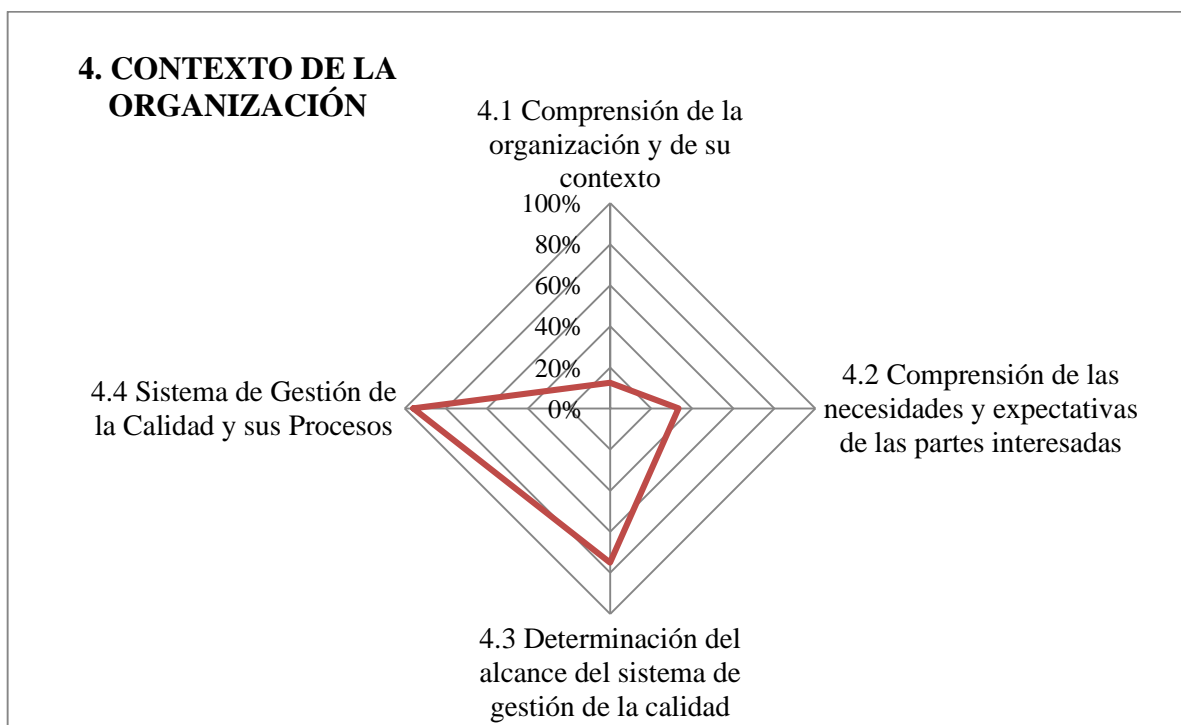 4. CONTEXTO DE LA
ORGANIZACIÓN
4.1 Comprensión de la
organización y de su
contexto
100%
80%
60%
40%
20%
0%
4.2 Comprensión de las
necesidades y expectativas
de las partes interesadas
4.3 Determinación del
alcance del sistema de
gestión de la calidad
4.4 Sistema de Gestión de
la Calidad y sus Procesos